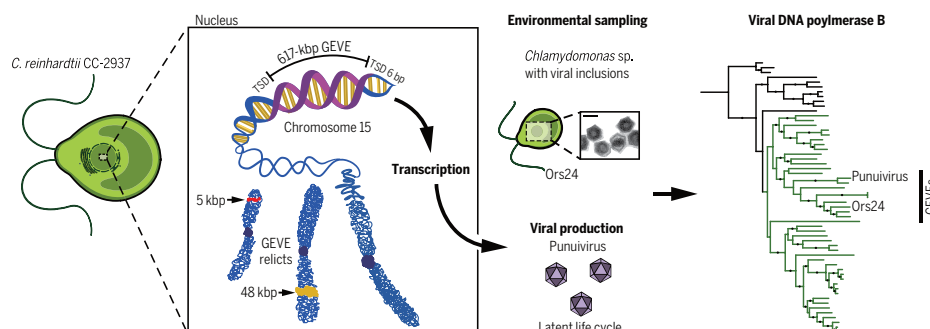 Nucleus
C. reinhardtii CC-2937
617-kbp GEVE
TSD
TSD 6 bp
Chromosome 15
5 kbp
GEVE
relicts
48 kbp
Transcription
Environmental sampling
Chlamydomonas sp.
with viral inclusions
Ors24
Viral production
Punuivirus
Latent life cycle
Viral DNA poylmerase B
Punuivirus
Ors24
GEVEs